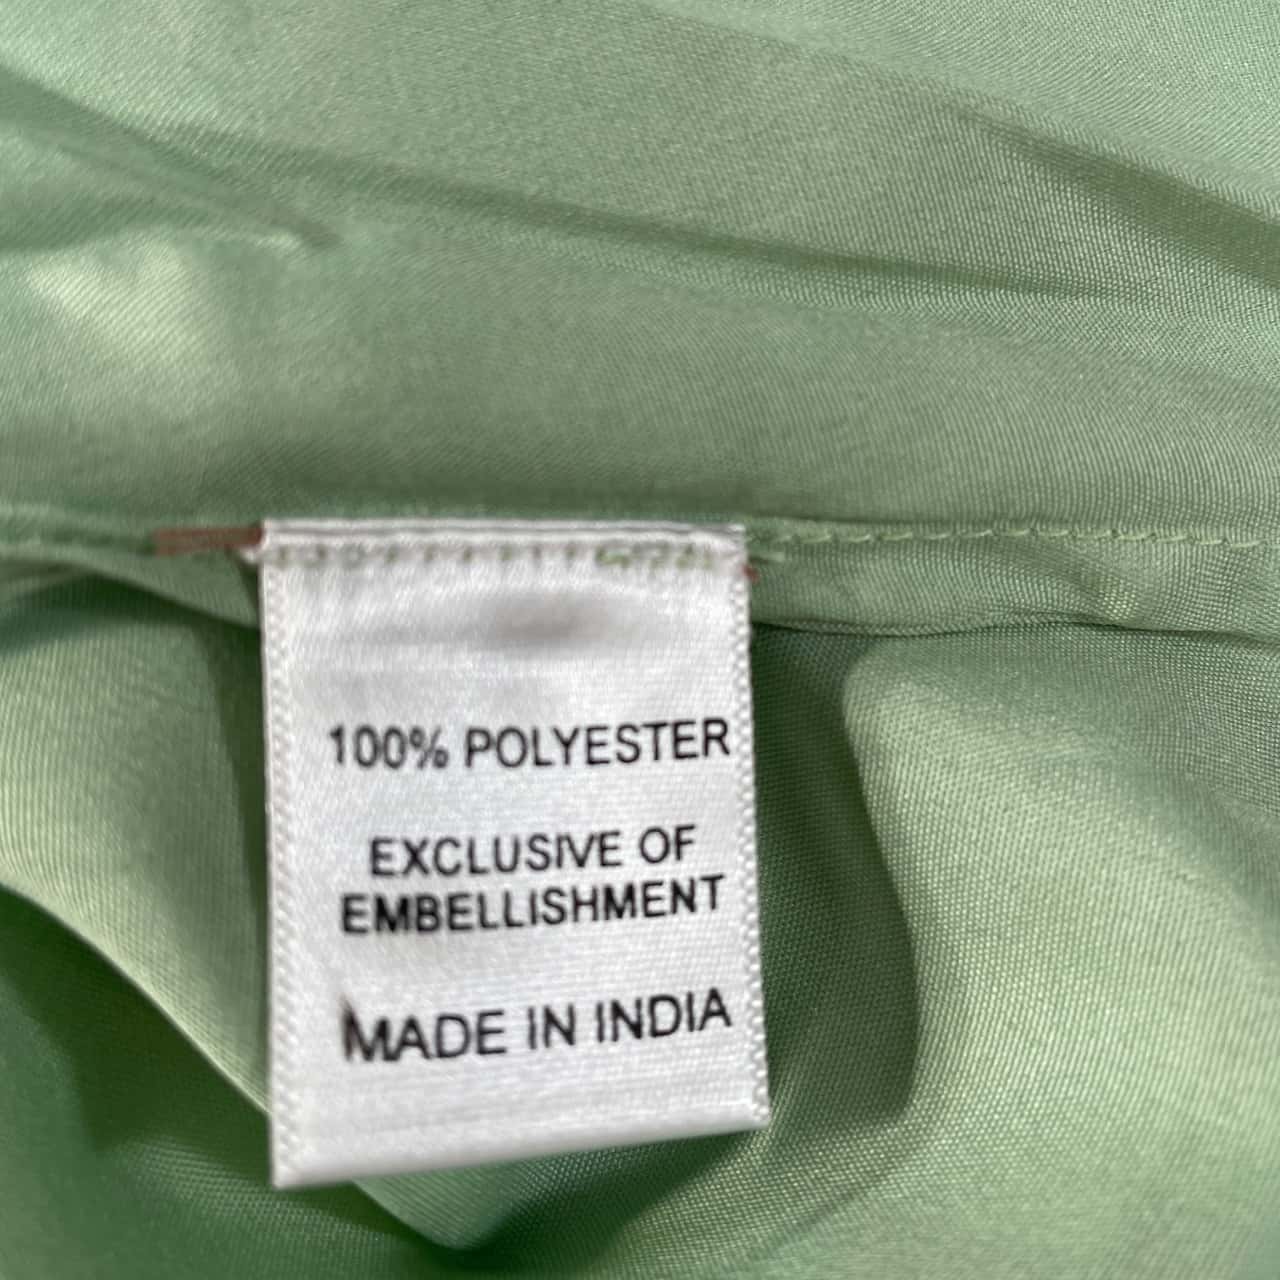 100% POLYESTER
EXCLUSIVE OF
EMBELLISHMENT
MADE IN INDIA